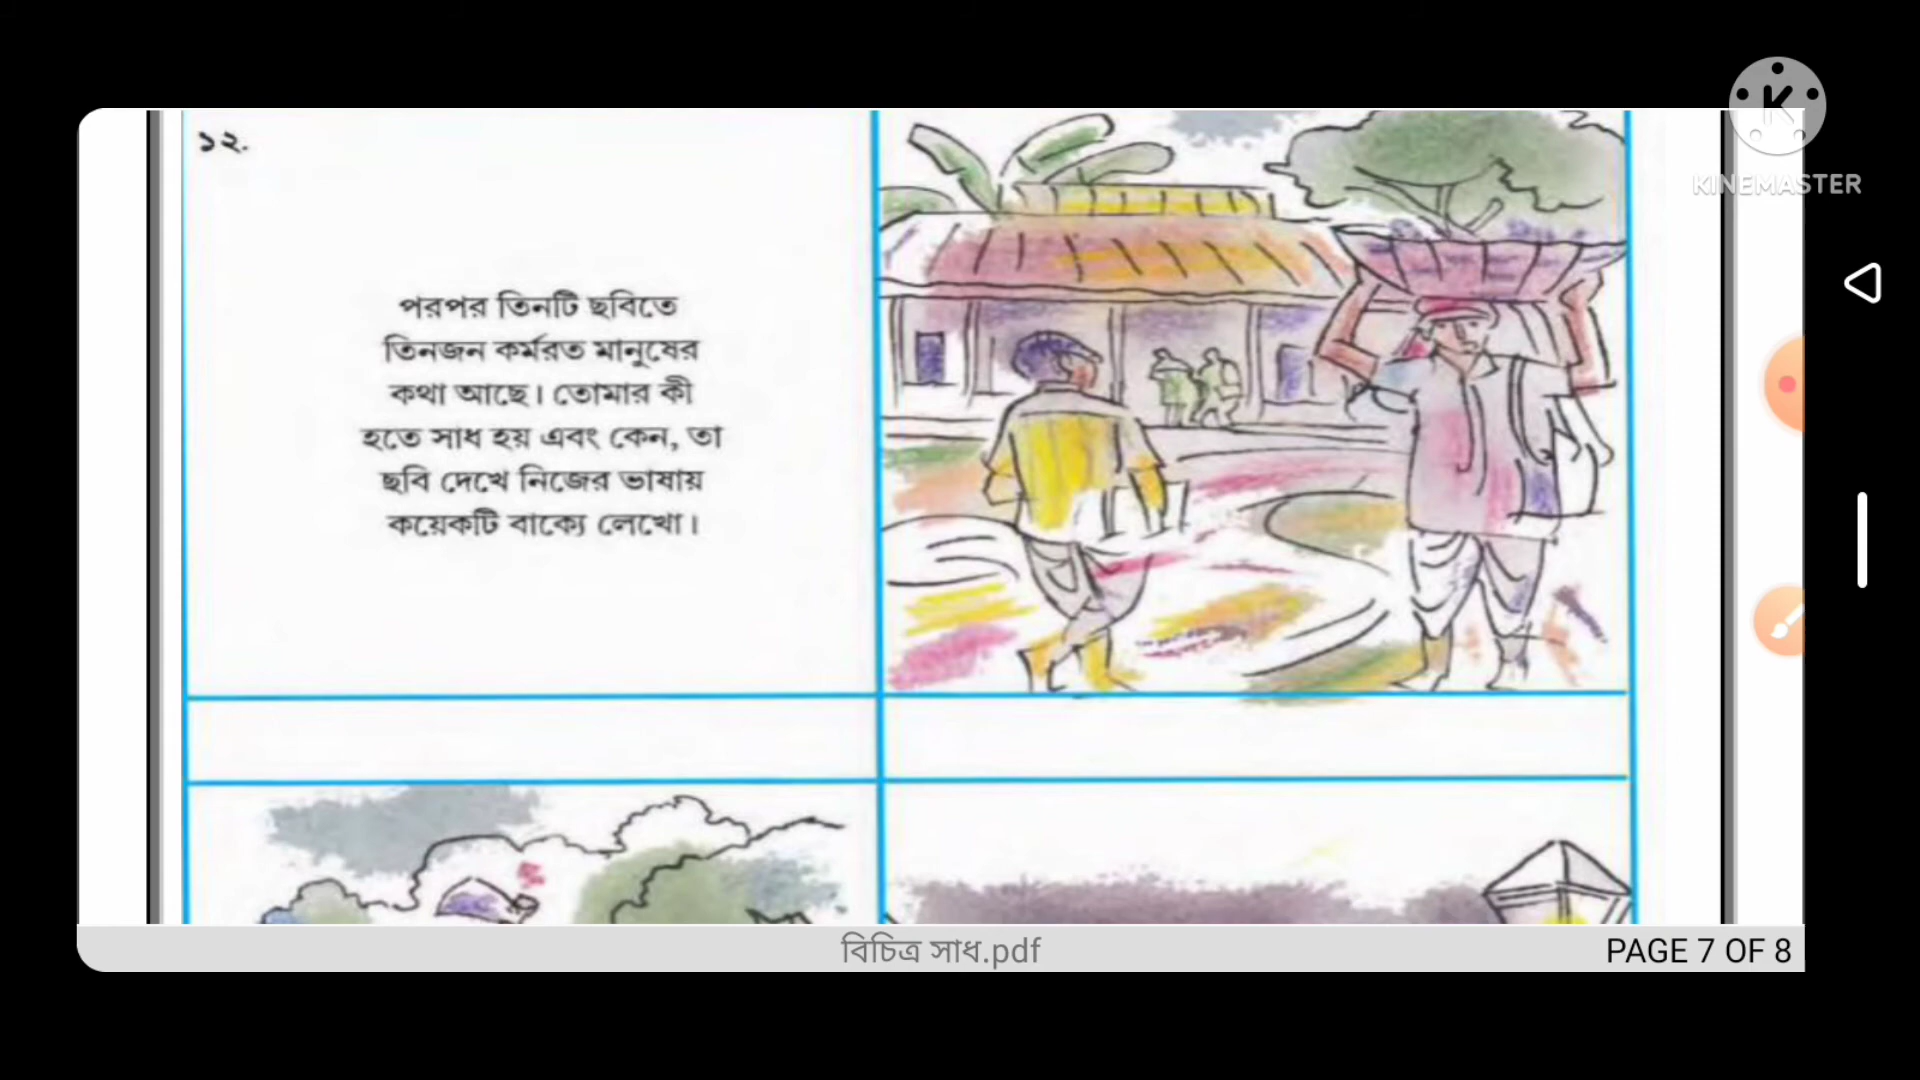 KINEMASTER
১২.
পরপর তিনটি ছবিতে
তিনজন কর্মরত মানুষের
কথা আছে। তোমার কী
হতে সাধ হয় এবং কেন, তা
ছবি দেখে নিজের ভাষায়
কয়েকটি বাক্যে লেখো।
বিচিত্র সাধ.pdf
PAGE 7 OF 8